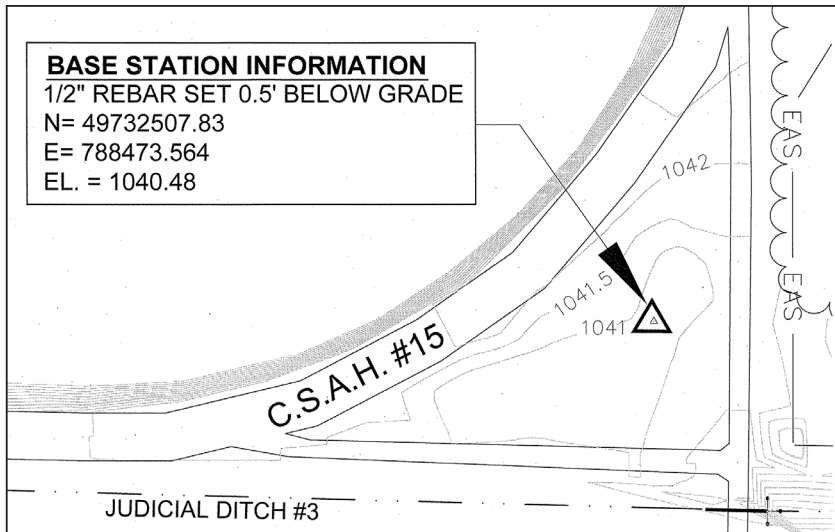 BASE STATION INFORMATION
1/2" REBAR SET 0.5' BELOW GRADE
N= 49732507.83
E= 788473.564
EL. = 1040.48
EAS
1042
EAS
1041.5
1041
C.S.A.H. #15
JUDICIAL DITCH #3